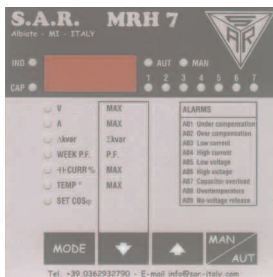 S.A.R. MRH 7
Albiate - MI - ITALY
SAR
IND AUT MAN
1 2 3 4 5 6 7
CAP
V MAX
A MAX
Δkvar Σkvar
WEEK P.F. P.F.
CURR% MAX
TEMP ° MAX
SET COSφ
ALARMS
A01 Under compensation
A02 Over compensation
A03 Low current
A04 High current
A05 Low voltage
A06 High voltage
A07 Capacitor overload
A08 Overtemperature
A09 No-voltage release
MODE
MAN
AUT
Tel. +39 0362932790 - E-mail info@sar-italy.com